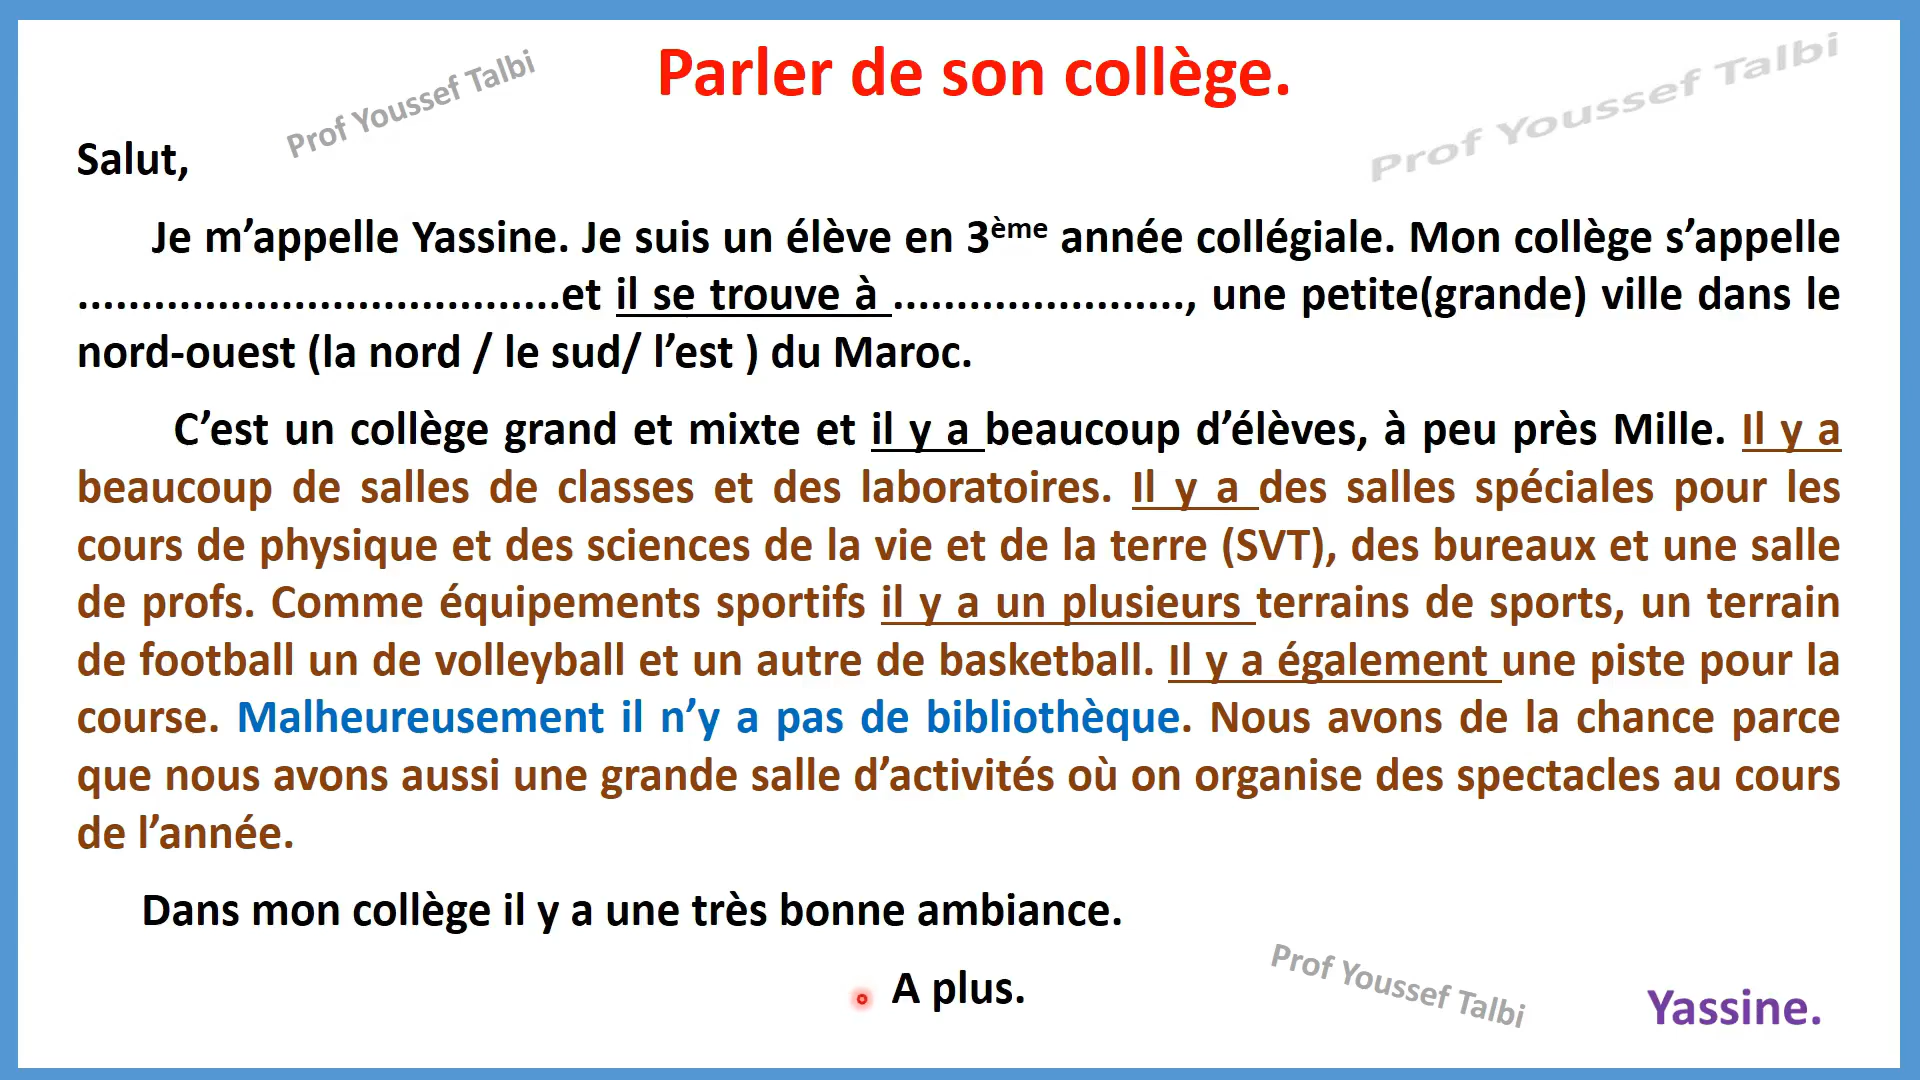 Parler de son collège.
Prof Youssef Talbi
Prof Youssef Talbi
Salut,
Je m’appelle Yassine. Je suis un élève en 3ème année collégiale. Mon collège s’appelle
......................................et il se trouve à ......................., une petite(grande) ville dans le
nord-ouest (la nord / le sud/ l’est ) du Maroc.
C’est un collège grand et mixte et il y a beaucoup d’élèves, à peu près Mille. Il y a
beaucoup de salles de classes et des laboratoires. Il y a des salles spéciales pour les
cours de physique et des sciences de la vie et de la terre (SVT), des bureaux et une salle
de profs. Comme équipements sportifs il y a un plusieurs terrains de sports, un terrain
de football un de volleyball et un autre de basketball. Il y a également une piste pour la
course. Malheureusement il n’y a pas de bibliothèque. Nous avons de la chance parce
que nous avons aussi une grande salle d’activités où on organise des spectacles au cours
de l’année.
Dans mon collège il y a une très bonne ambiance.
A plus.
Prof Youssef Talbi
Yassine.